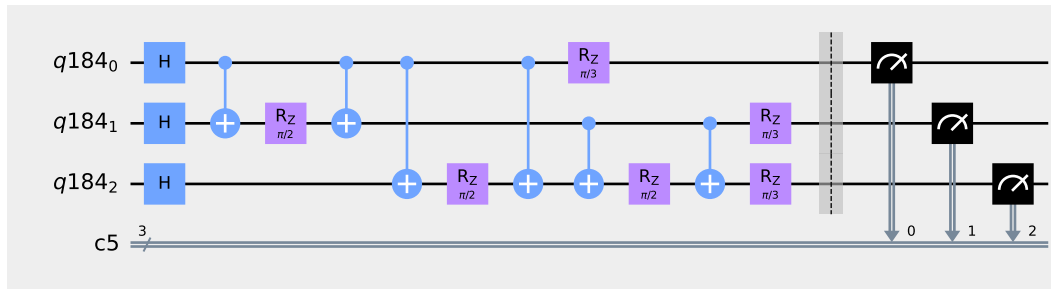 q184₀ H R_Z π/3
q184₁ H R_Z π/2 R_Z π/3
q184₂ H R_Z π/2 R_Z π/2 R_Z π/3
c5 3 0 1 2